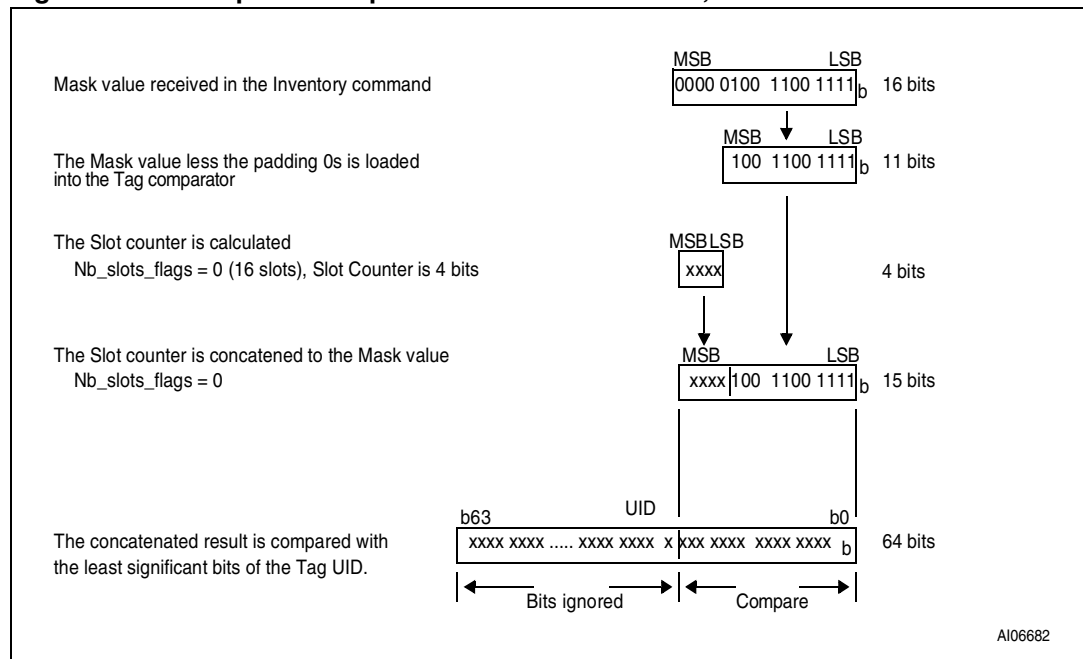 MSB LSB
Mask value received in the Inventory command 0000 0100 1100 1111 b 16 bits
MSB LSB
The Mask value less the padding 0s is loaded
into the Tag comparator
100 1100 1111 b 11 bits
The Slot counter is calculated
Nb_slots_flags = 0 (16 slots), Slot Counter is 4 bits
MSB LSB
xxxx 4 bits
The Slot counter is concatened to the Mask value
Nb_slots_flags = 0
MSB LSB
xxxx 100 1100 1111 b 15 bits
UID
b63 b0
The concatenated result is compared with
the least significant bits of the Tag UID.
xxxx xxxx ..... xxxx xxxx x xxx xxxx xxxx xxxx b 64 bits
Bits ignored Compare
AI06682